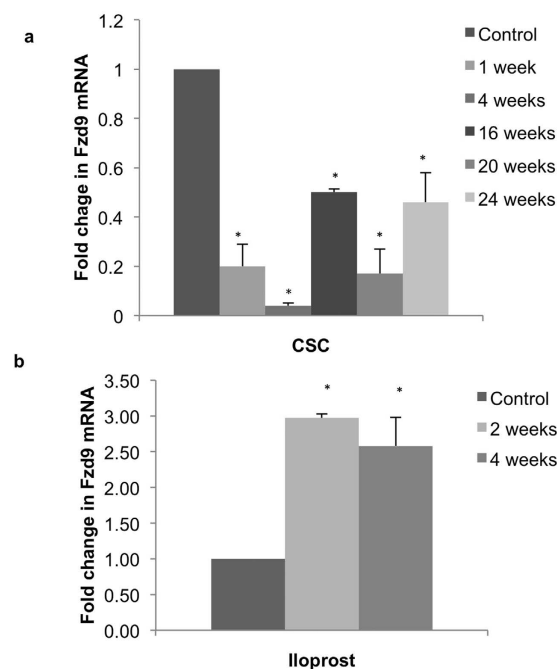 a
Fold chage in Fzd9 mRNA
1.2
1
0.8
0.6
0.4
0.2
0
*
*
*
*
*
CSC
Control
1 week
4 weeks
16 weeks
20 weeks
24 weeks
b
Fold change in Fzd9 mRNA
3.50
3.00
2.50
2.00
1.50
1.00
0.50
0.00
*
*
Iloprost
Control
2 weeks
4 weeks